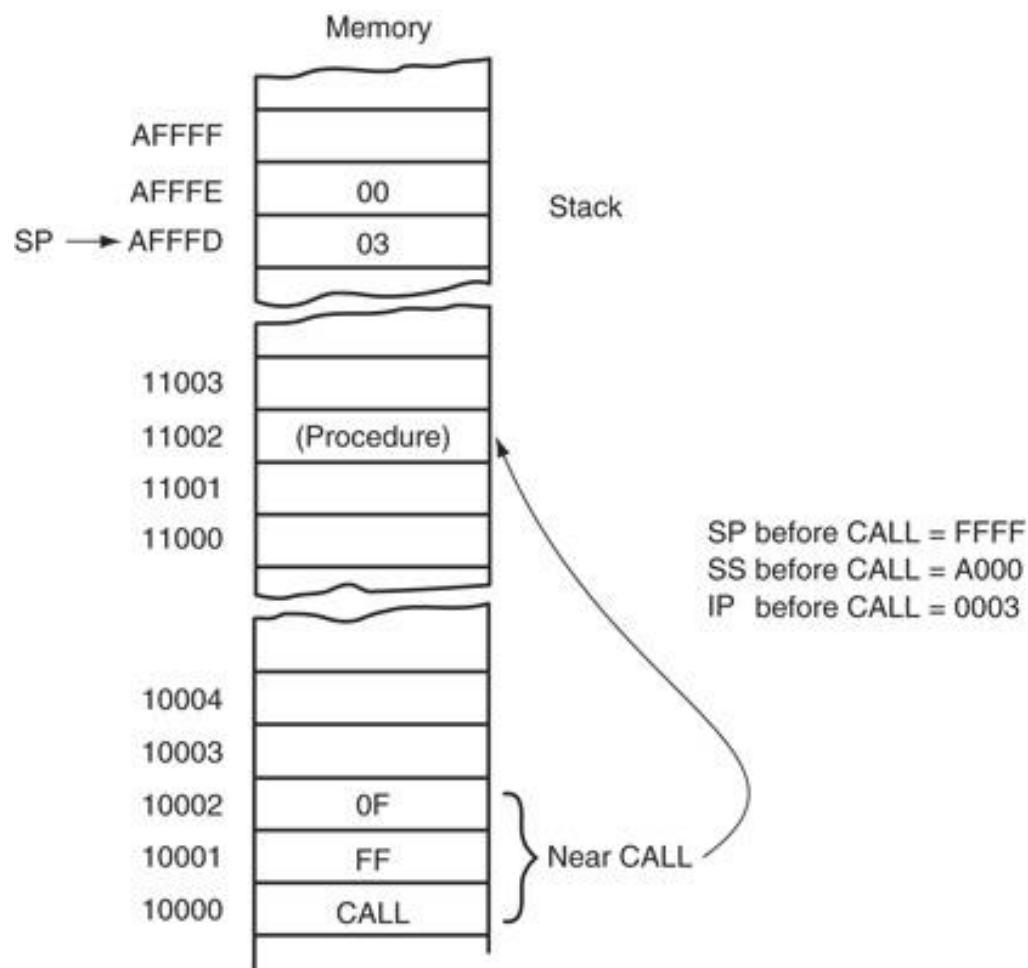 Memory
AFFFF
AFFFE 00
Stack
SP AFFFD 03
11003
11002 (Procedure)
11001
11000
SP before CALL = FFFF
SS before CALL = A000
IP before CALL = 0003
10004
10003
10002 0F
10001 FF Near CALL
10000 CALL